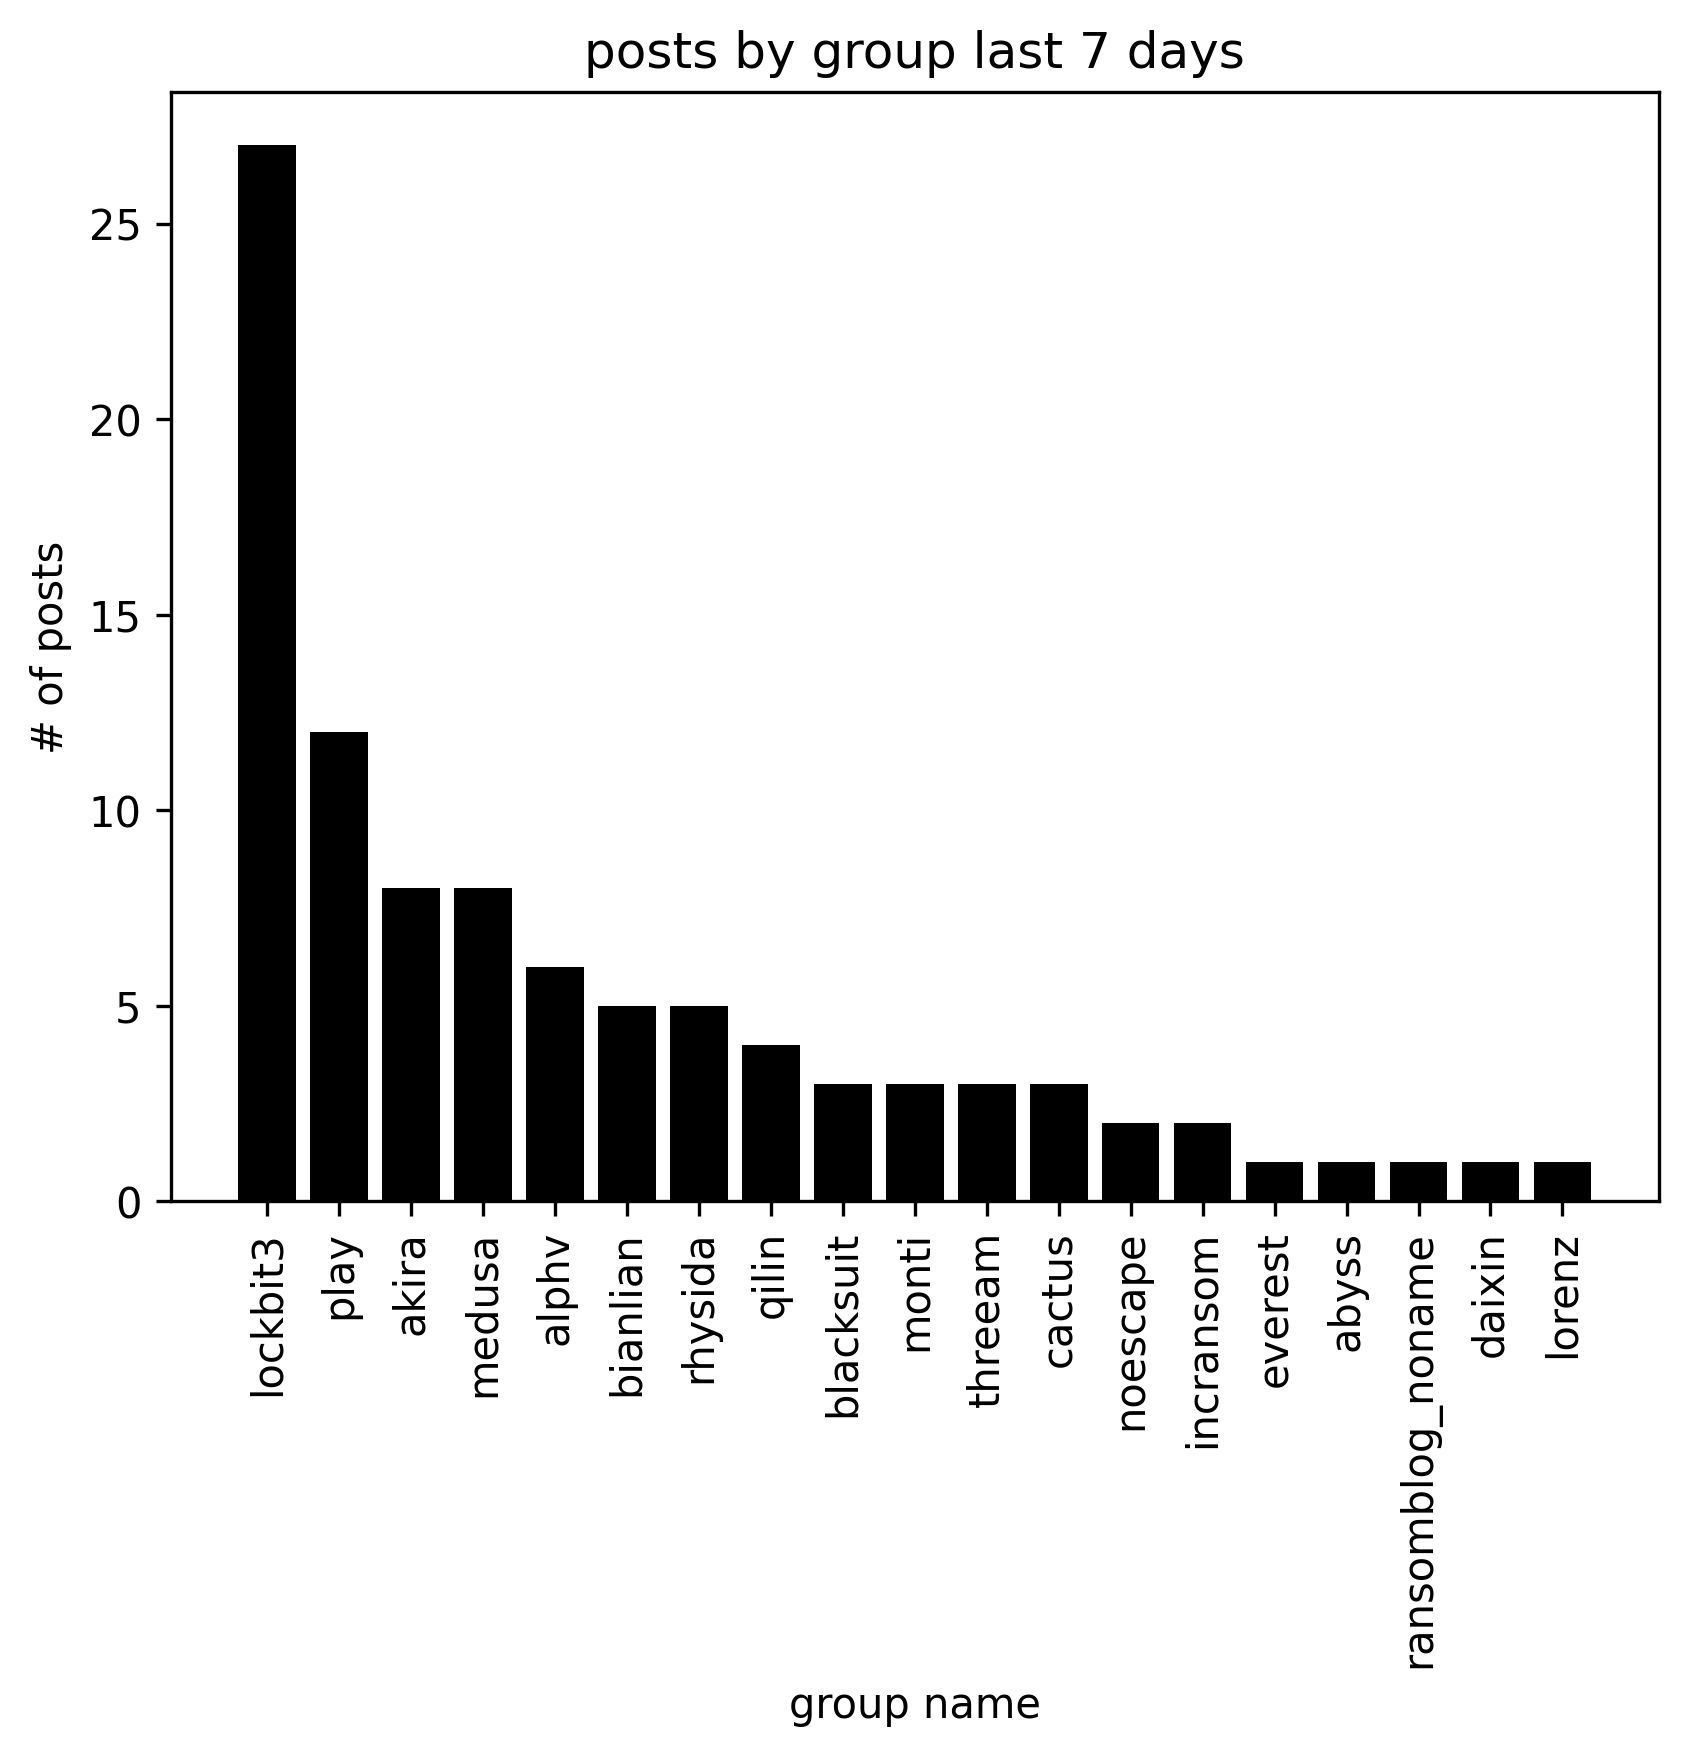 posts by group last 7 days
# of posts
25
20
15
10
5
0
lockbit3
play
akira
medusa
alphv
bianlian
rhysida
qilin
blacksuit
monti
threeam
cactus
noescape
incransom
everest
abyss
ransomblog_noname
daixin
lorenz
group name